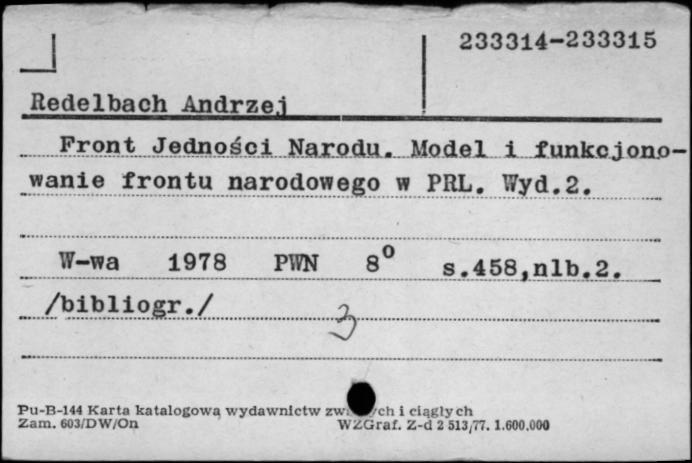 233314-233315
Redelbach Andrzej
Front Jedności Narodu. Model i funkcjono-
wanie frontu narodowego w PRL. Wyd.2.
W-wa 1978 PWN 8⁰ s.458,nlb.2.
/bibliogr./
3
Pu-B-144 Karta katalogowa wydawnictw i ciągłych
Zam. 603/DW/On WZGraf. Z-d 2 513/77. 1.600.000